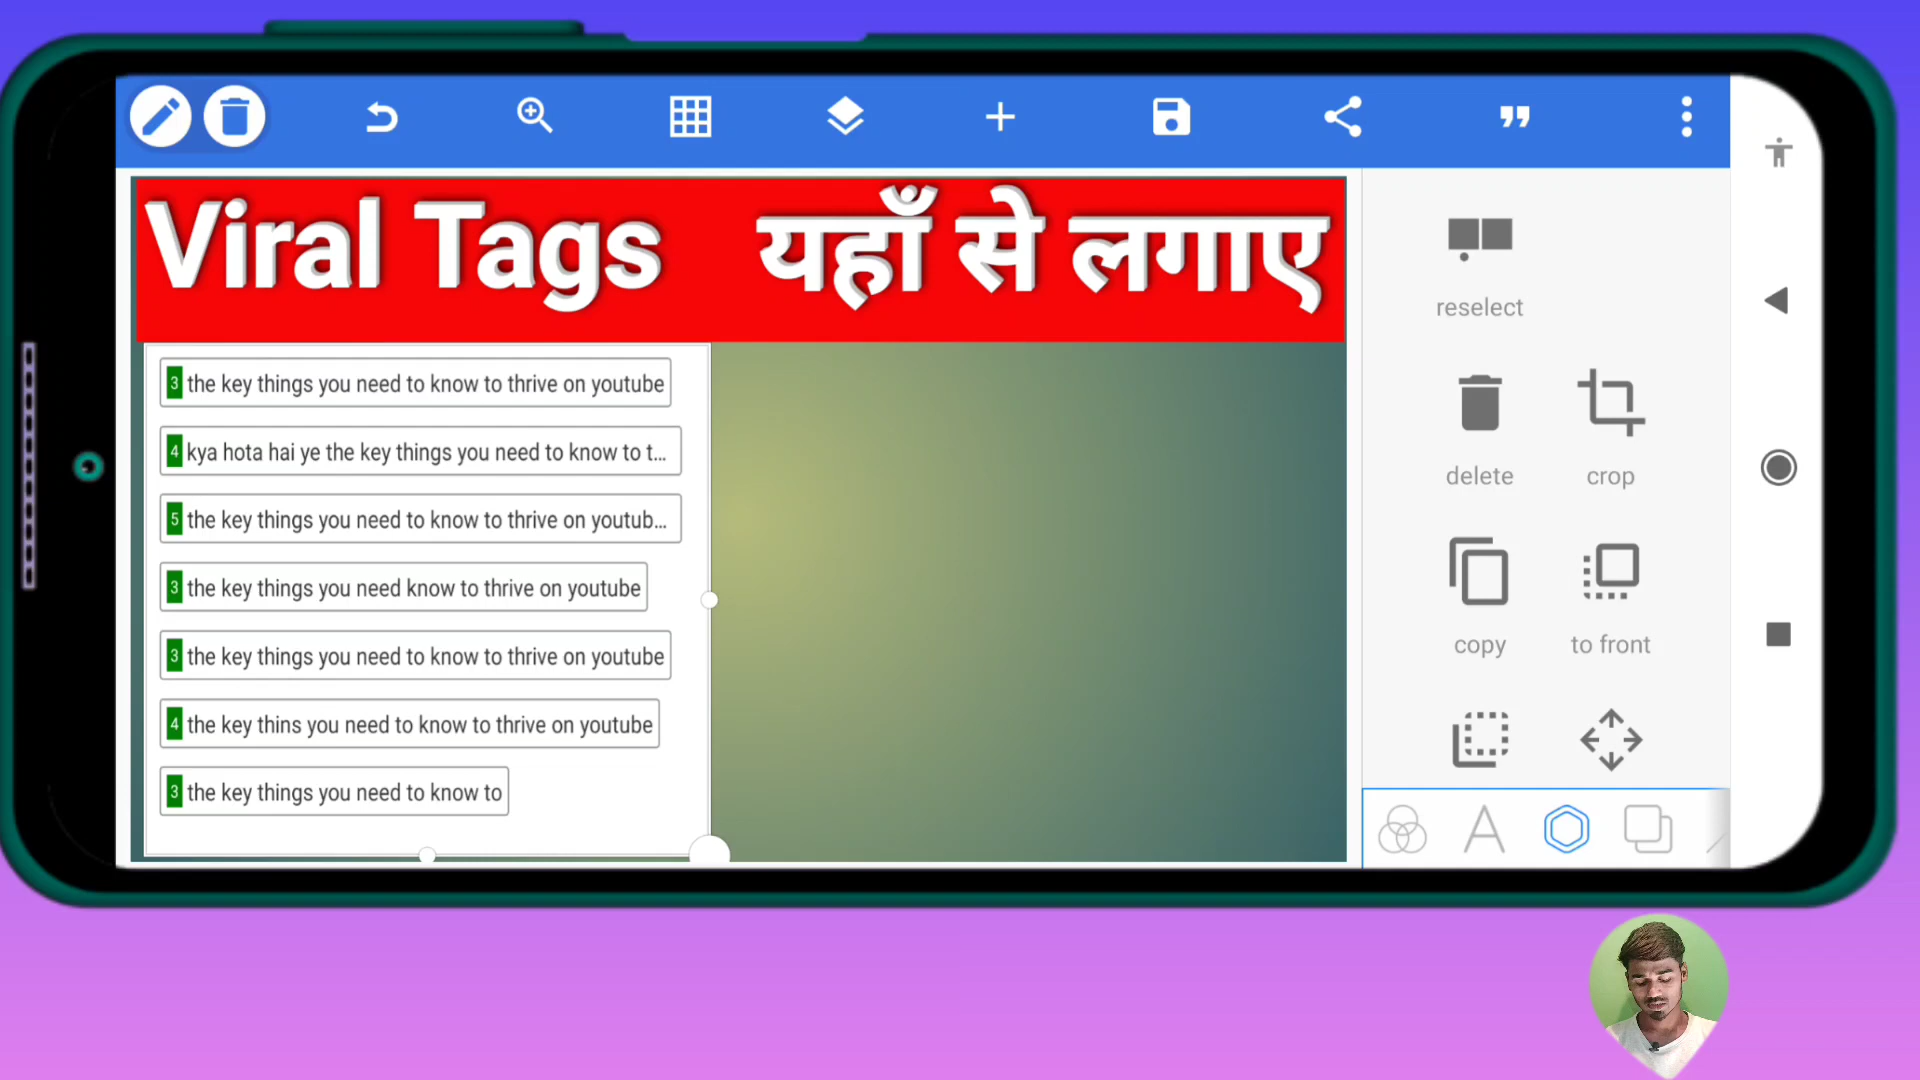 Viral Tags यहाँ से लगाए
3 the key things you need to know to thrive on youtube
4 kya hota hai ye the key things you need to know to t...
5 the key things you need to know to thrive on youtub...
3 the key things you need know to thrive on youtube
3 the key things you need to know to thrive on youtube
4 the key thins you need to know to thrive on youtube
3 the key things you need to know to
reselect
delete crop
copy to front